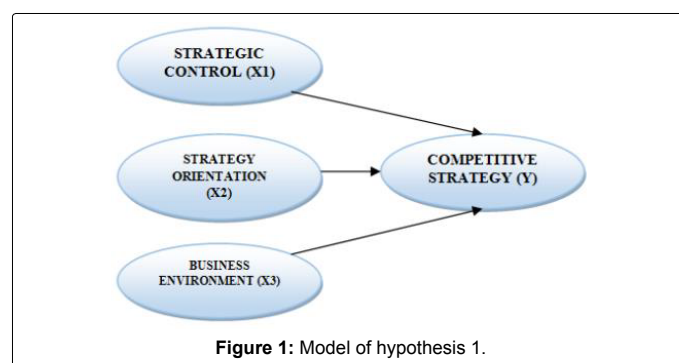 STRATEGIC
CONTROL (X1)
STRATEGY
ORIENTATION
(X2)
COMPETITIVE
STRATEGY (Y)
BUSINESS
ENVIRONMENT (X3)
Figure 1: Model of hypothesis 1.